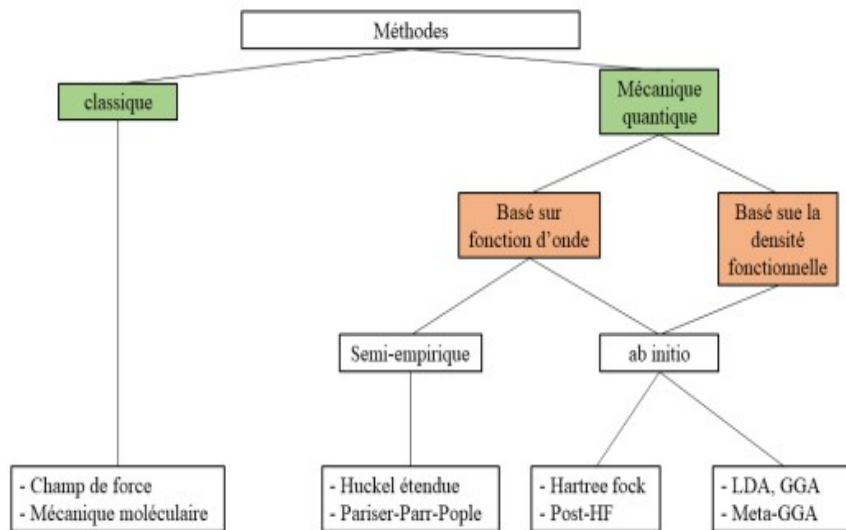 Méthodes
classique
Mécanique
quantique
Basé sur
fonction d’onde
Basé sue la
densité
fonctionnelle
Semi-empirique
ab initio
- Champ de force
- Mécanique moléculaire
- Huckel étendue
- Pariser-Parr-Pople
- Hartree fock
- Post-HF
- LDA, GGA
- Meta-GGA